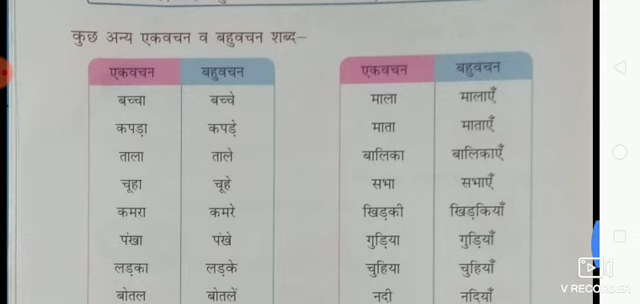 कुछ अन्य एकवचन व बहुवचन शब्द–
एकवचन बहुवचन
बच्चा बच्चे
कपड़ा कपड़े
ताला ताले
चूहा चूहे
कमरा कमरे
पंखा पंखे
लड़का लड़के
बोतल बोतलें
एकवचन बहुवचन
माला मालाएँ
माता माताएँ
बालिका बालिकाएँ
सभा सभाएँ
खिड़की खिड़कियाँ
गुड़िया गुड़ियाँ
चुहिया चुहियाँ
नदी नदियाँ
V RECORDER